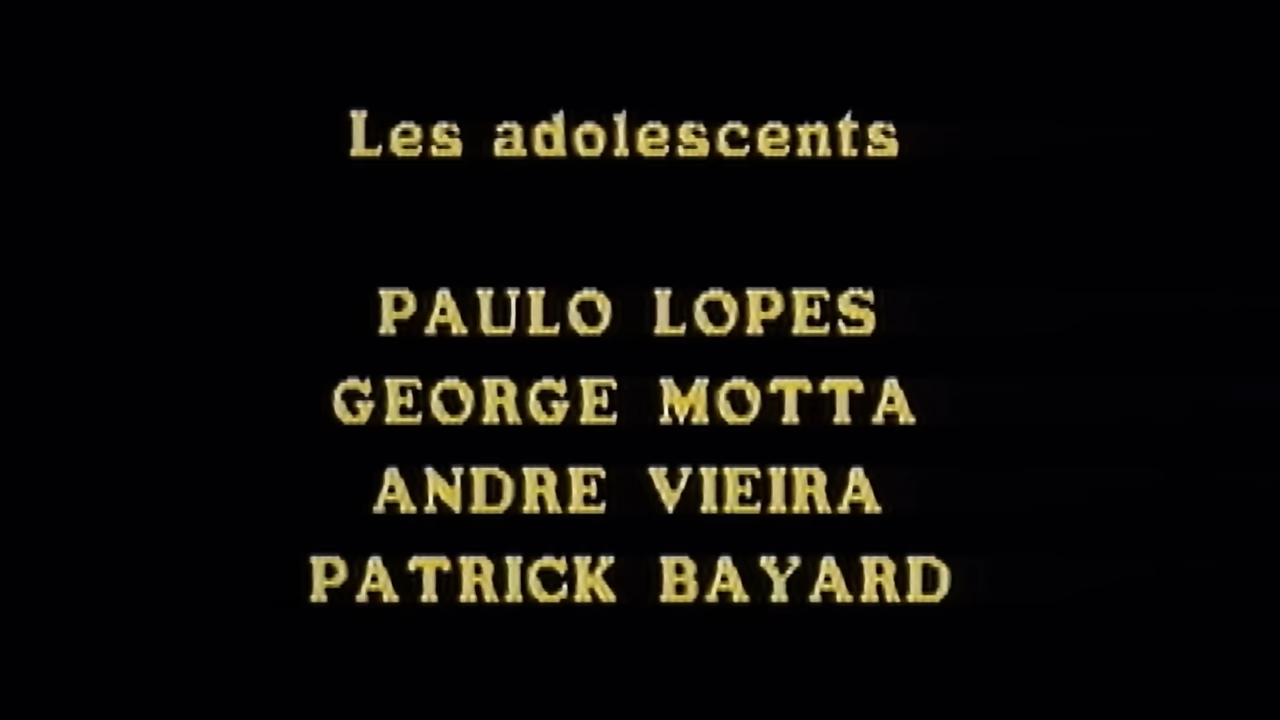 Les adolescents
PAULO LOPES
GEORGE MOTTA
ANDRE VIEIRA
PATRICK BAYARD